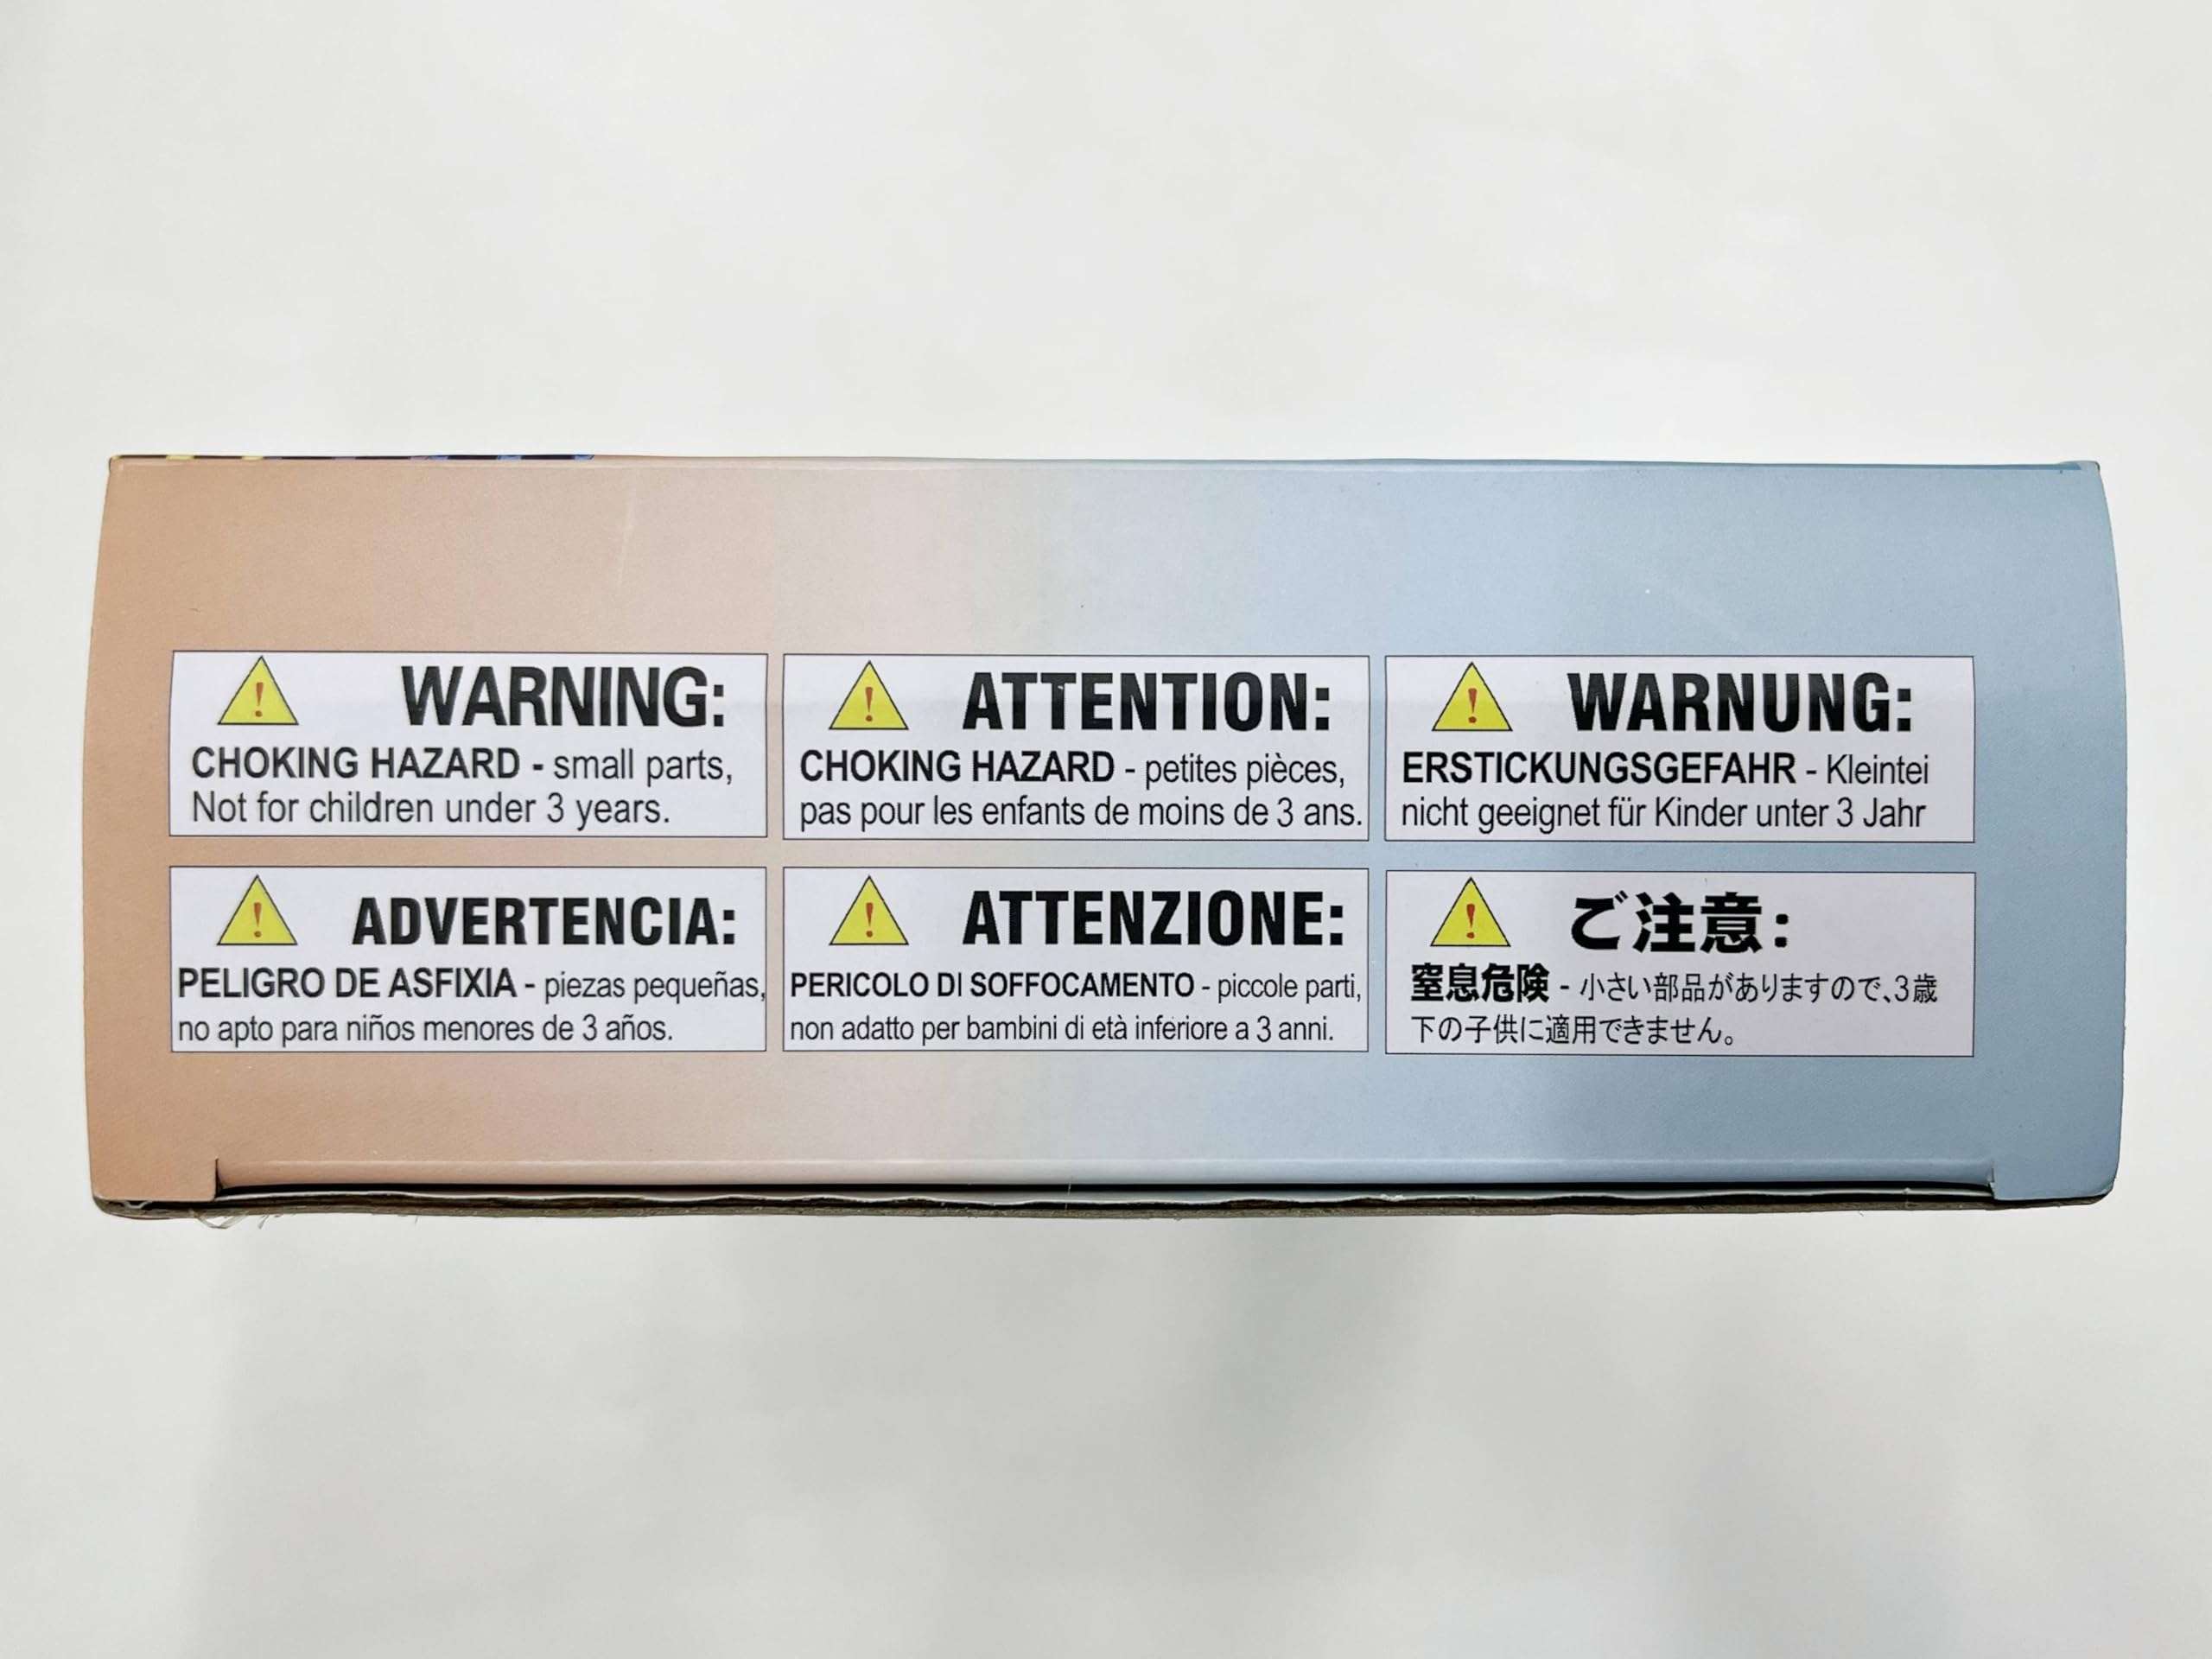 WARNING:
CHOKING HAZARD - small parts,
Not for children under 3 years.
ATTENTION:
CHOKING HAZARD - petites pièces,
pas pour les enfants de moins de 3 ans.
WARNUNG:
ERSTICKUNGSGEFAHR - Kleintei
nicht geeignet für Kinder unter 3 Jahr
ADVERTENCIA:
PELIGRO DE ASFIXIA - piezas pequeñas,
no apto para niños menores de 3 años.
ATTENZIONE:
PERICOLO DI SOFFOCAMENTO - piccole parti,
non adatto per bambini di età inferiore a 3 anni.
ご注意:
窒息危険 - 小さい部品がありますので、3歳
下の子供に適用できません。